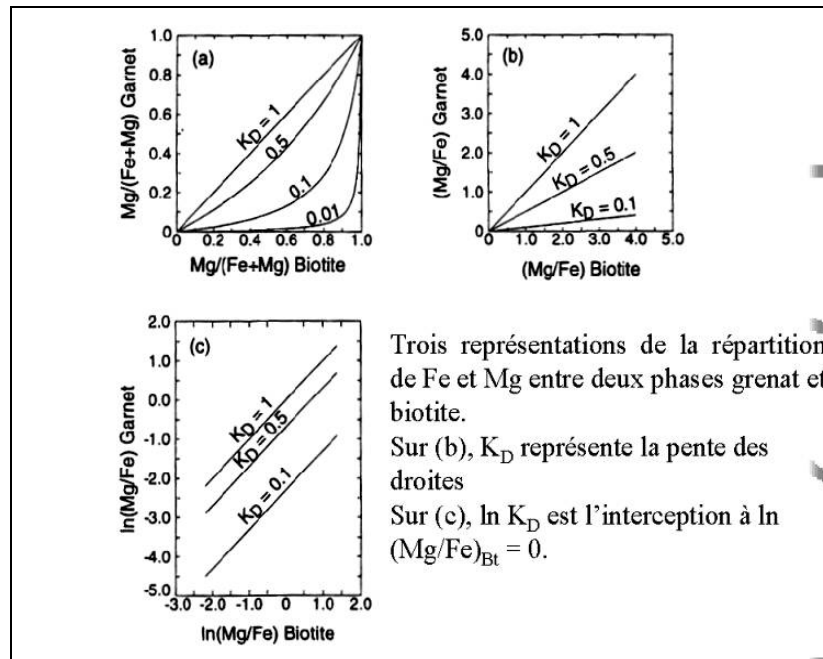 (a)
Mg/(Fe+Mg) Garnet
1.0
0.8
0.6
0.4
0.2
0
K_D = 1
0.5
0.1
0.01
0 0.2 0.4 0.6 0.8 1.0
Mg/(Fe+Mg) Biotite
(b)
(Mg/Fe) Garnet
5.0
4.0
3.0
2.0
1.0
0
K_D = 1
K_D = 0.5
K_D = 0.1
0 1.0 2.0 3.0 4.0 5.0
(Mg/Fe) Biotite
(c)
ln(Mg/Fe) Garnet
2.0
1.0
0.0
-1.0
-2.0
-3.0
-4.0
-5.0
K_D = 1
K_D = 0.5
K_D = 0.1
-3.0 -2.0 -1.0 0 1.0 2.0
ln(Mg/Fe) Biotite
Trois représentations de la répartition
de Fe et Mg entre deux phases grenat et
biotite.
Sur (b), K_D représente la pente des
droites
Sur (c), ln K_D est l’interception à ln
(Mg/Fe)_Bt = 0.